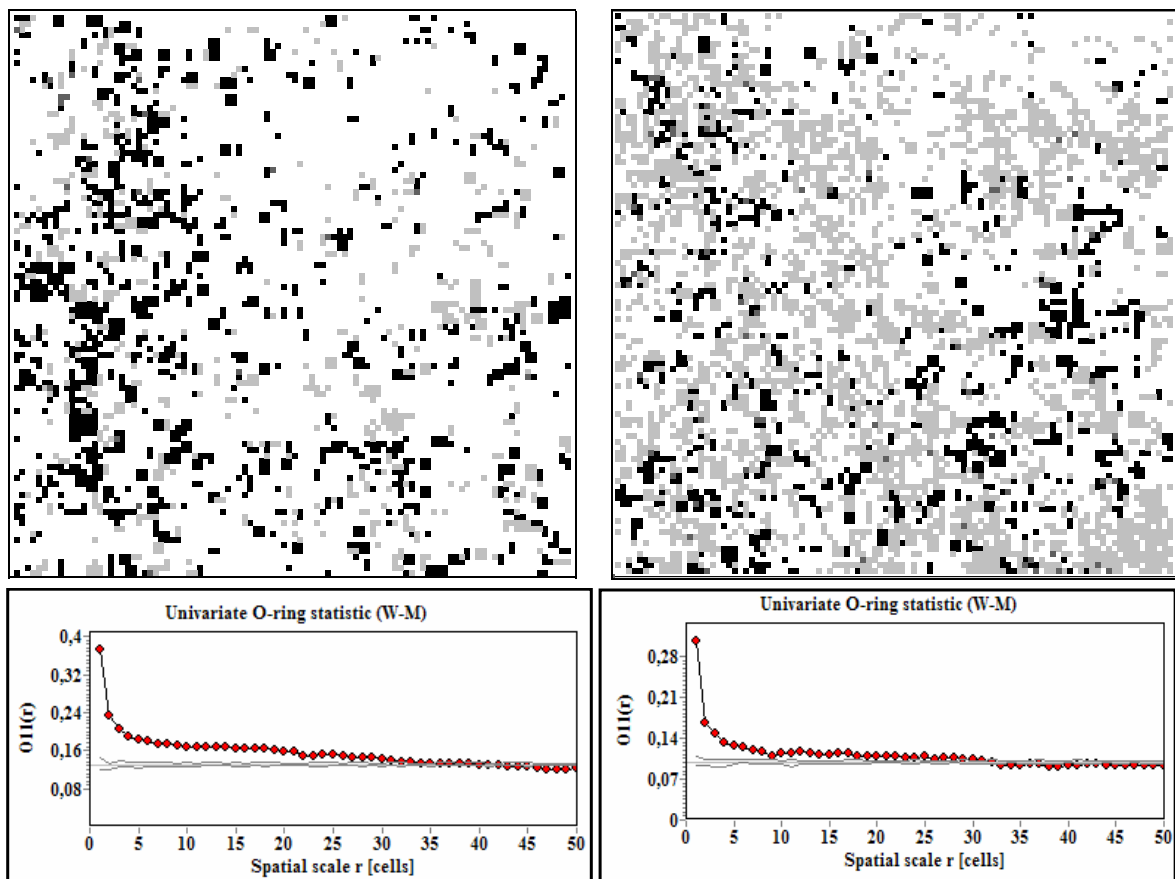 Univariate O-ring statistic (W-M)
O11(r)
0,4
0,32
0,24
0,16
0,08
0 5 10 15 20 25 30 35 40 45 50
Spatial scale r [cells]
Univariate O-ring statistic (W-M)
O11(r)
0,28
0,21
0,14
0,07
0
0 5 10 15 20 25 30 35 40 45 50
Spatial scale r [cells]